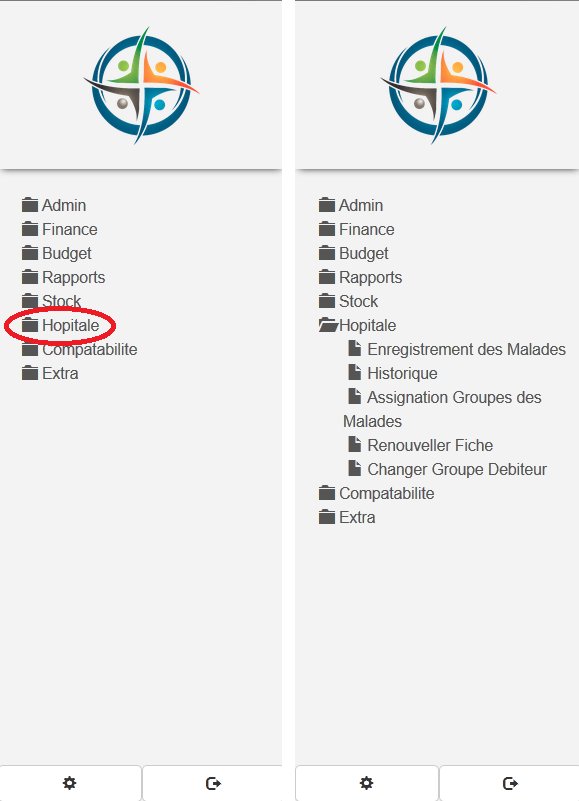 Admin
Finance
Budget
Rapports
Stock
Hopitale
Compatabilite
Extra
Admin
Finance
Budget
Rapports
Stock
Hopitale
Enregistrement des Malades
Historique
Assignation Groupes des
Malades
Renouveller Fiche
Changer Groupe Debiteur
Compatabilite
Extra